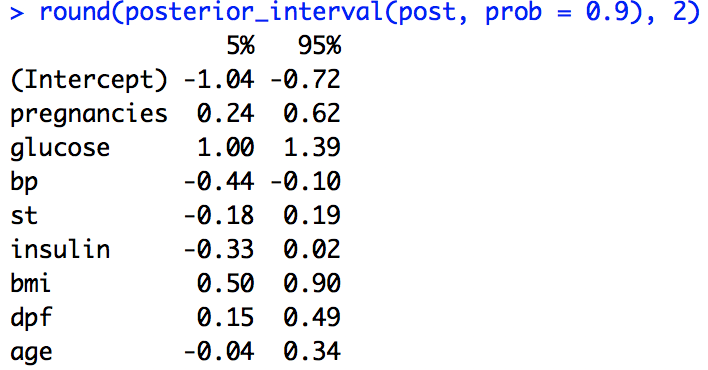 > round(posterior_interval(post, prob = 0.9), 2)
5% 95%
(Intercept) -1.04 -0.72
pregnancies 0.24 0.62
glucose 1.00 1.39
bp -0.44 -0.10
st -0.18 0.19
insulin -0.33 0.02
bmi 0.50 0.90
dpf 0.15 0.49
age -0.04 0.34